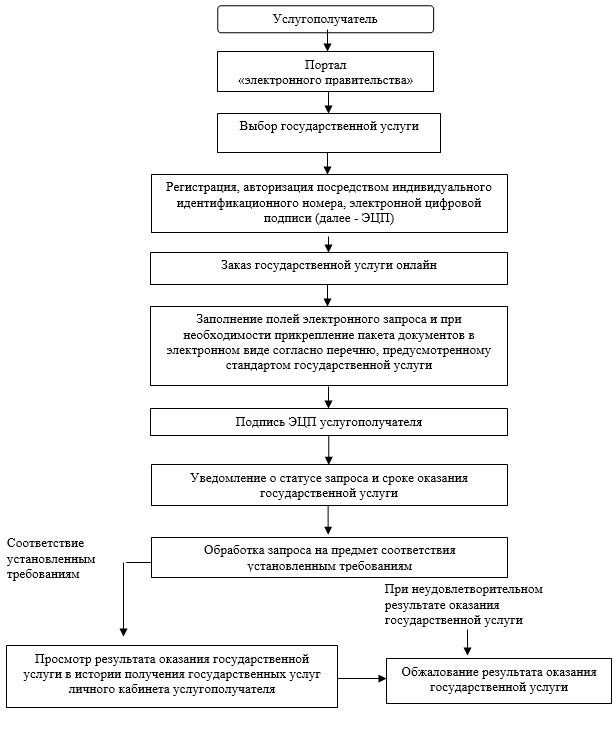 Услугополучатель
Портал
«электронного правительства»
Выбор государственной услуги
Регистрация, авторизация посредством индивидуального
идентификационного номера, электронной цифровой
подписи (далее - ЭЦП)
Заказ государственной услуги онлайн
Заполнение полей электронного запроса и при
необходимости прикрепление пакета документов в
электронном виде согласно перечню, предусмотренному
стандартом государственной услуги
Подпись ЭЦП услугополучателя
Уведомление о статусе запроса и сроке оказания
государственной услуги
Обработка запроса на предмет соответствия
установленным требованиям
Соответствие
установленным
требованиям
При неудовлетворительном
результате оказания
государственной услуги
Просмотр результата оказания государственной
услуги в истории получения государственных услуг
личного кабинета услугополучателя
Обжалование результата оказания
государственной услуги